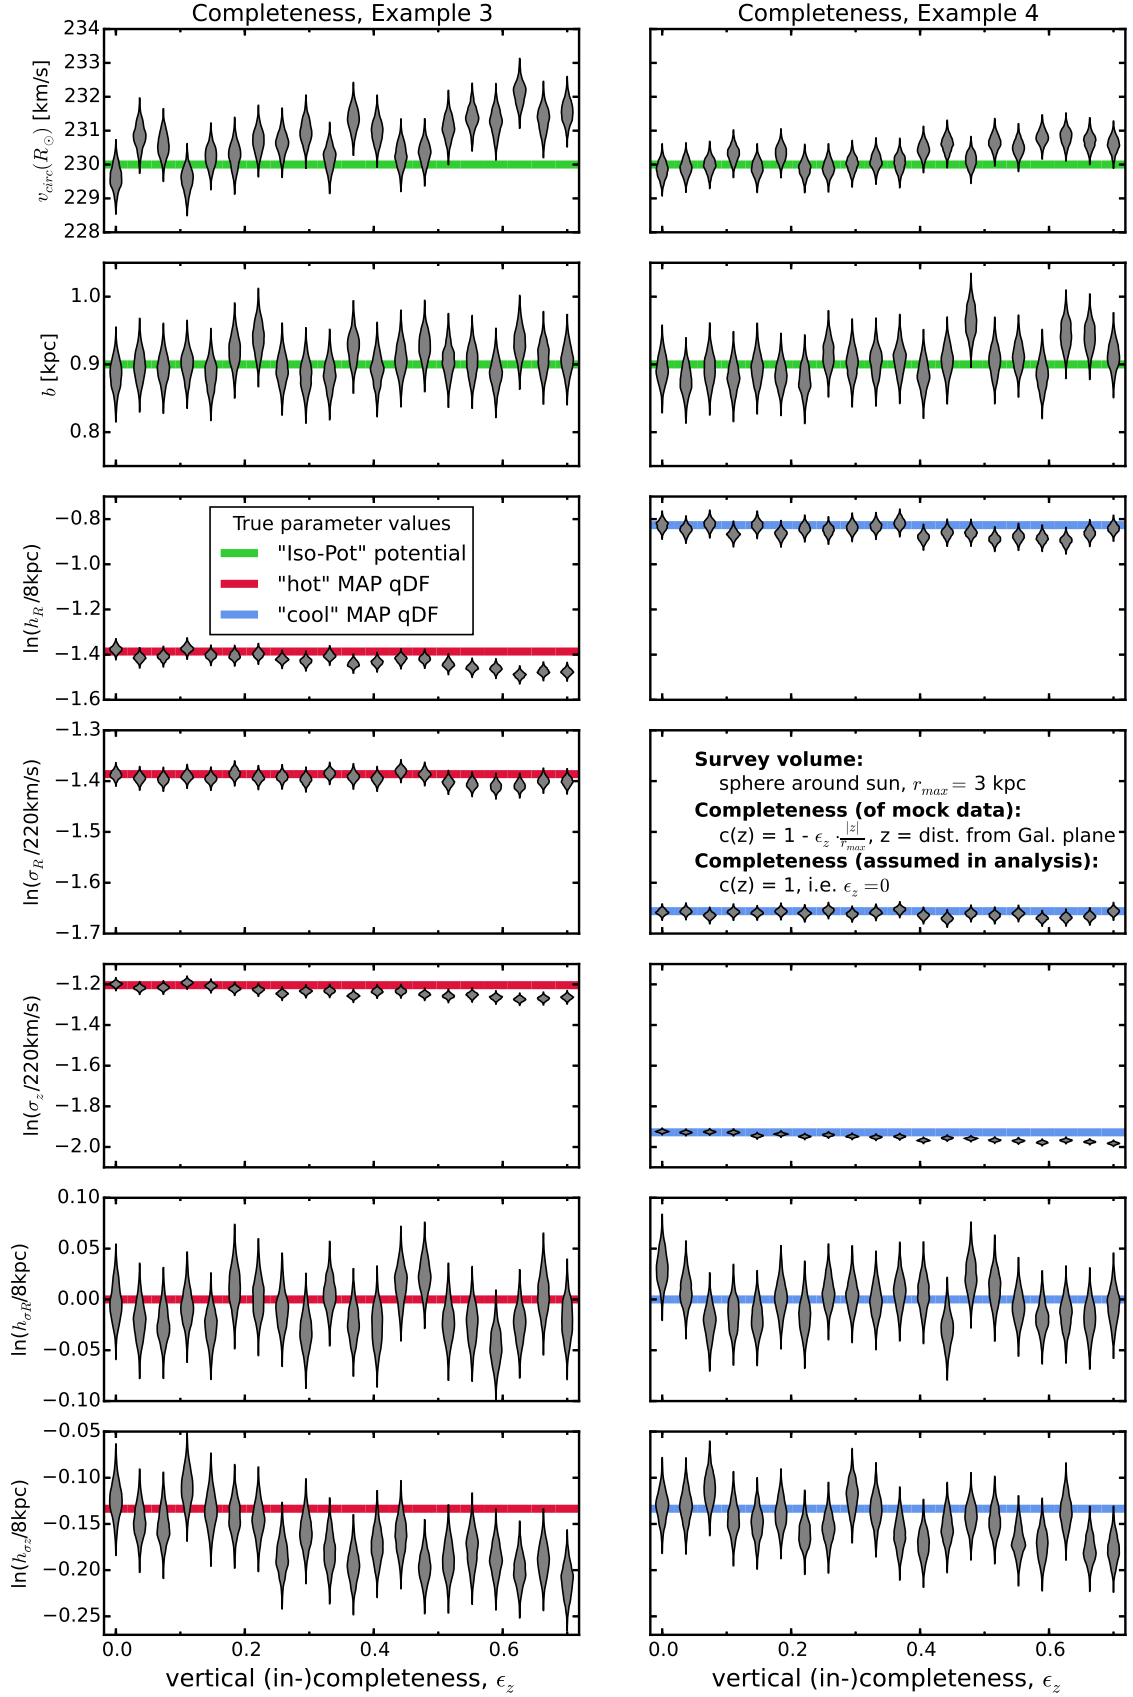 Completeness, Example 3
Completeness, Example 4
234
233
232
231
230
229
228
v_circ(R_⊙) [km/s]
1.0
0.9
0.8
b [kpc]
−0.8
−1.0
−1.2
−1.4
−1.6
ln(h_R/8kpc)
True parameter values
"Iso-Pot" potential
"hot" MAP qDF
"cool" MAP qDF
−1.3
−1.4
−1.5
−1.6
−1.7
ln(σ_R/220km/s)
Survey volume:
sphere around sun, r_max = 3 kpc
Completeness (of mock data):
c(z) = 1 - ϵ_z · |z|/r_max, z = dist. from Gal. plane
Completeness (assumed in analysis):
c(z) = 1, i.e. ϵ_z = 0
−1.2
−1.4
−1.6
−1.8
−2.0
ln(σ_z/220km/s)
0.10
0.05
0.00
−0.05
−0.10
ln(h_σR/8kpc)
−0.05
−0.10
−0.15
−0.20
−0.25
ln(h_σz/8kpc)
0.0 0.2 0.4 0.6
0.0 0.2 0.4 0.6
vertical (in-)completeness, ϵ_z
vertical (in-)completeness, ϵ_z